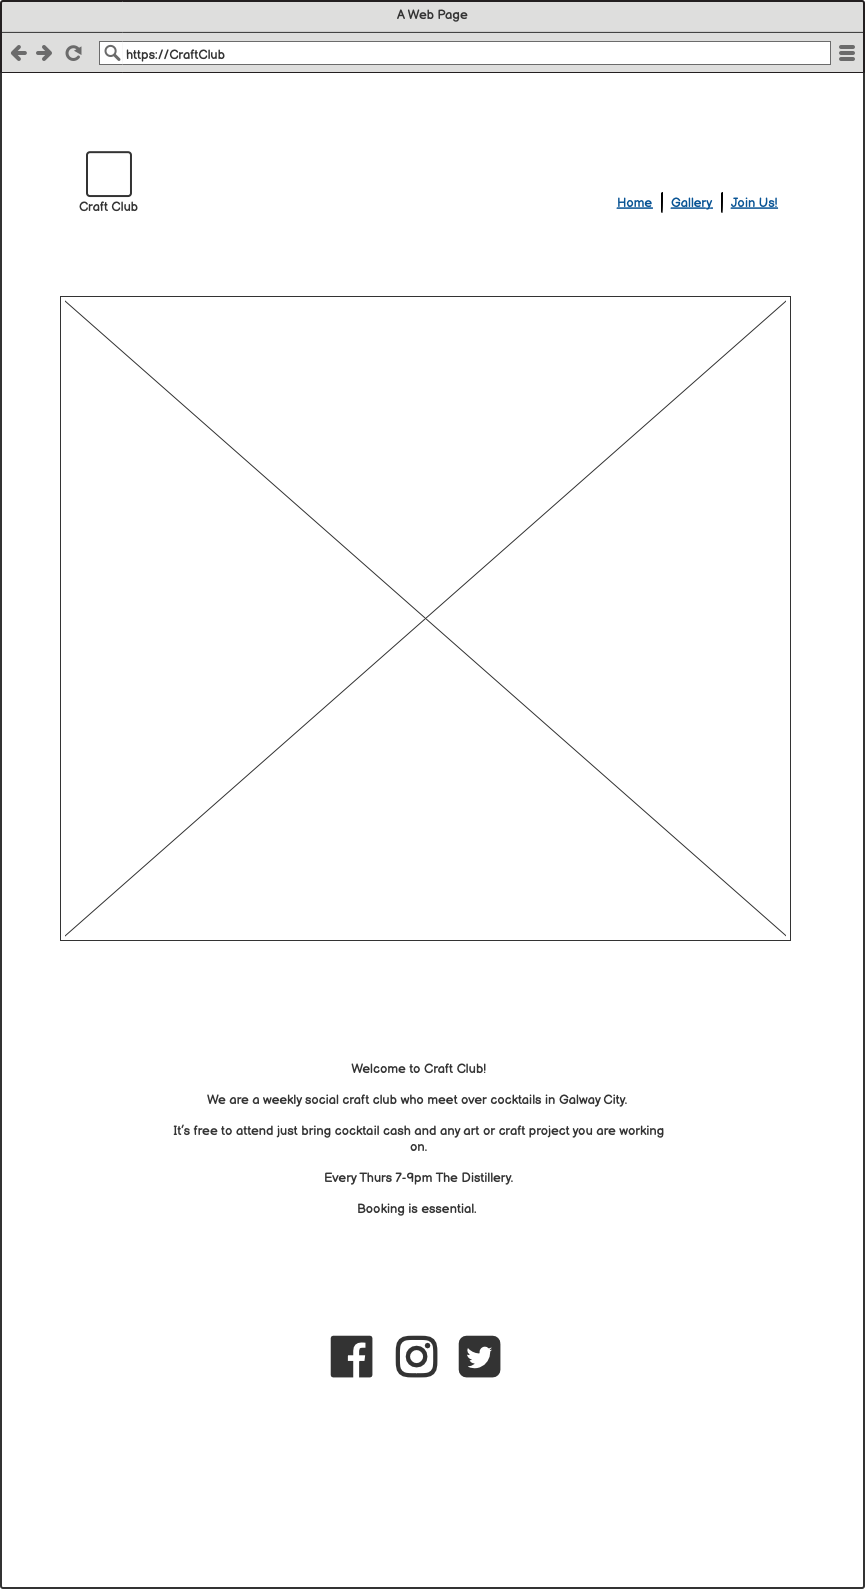 A Web Page
https://CraftClub
Craft Club
Home
Gallery
Join Us!
Welcome to Craft Club!
We are a weekly social craft club who meet over cocktails in Galway City.
It's free to attend just bring cocktail cash and any art or craft project you are working
on.
Every Thurs 7-9pm The Distillery.
Booking is essential.